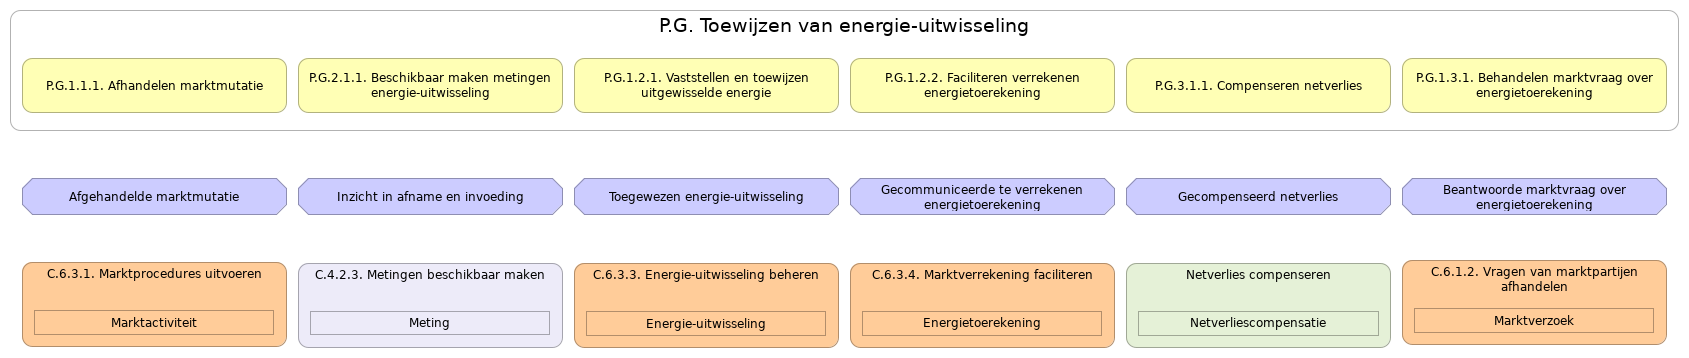 P.G. Toewijzen van energie-uitwisseling
P.G.1.1.1. Afhandelen marktmutatie
P.G.2.1.1. Beschikbaar maken metingen
energie-uitwisseling
P.G.1.2.1. Vaststellen en toewijzen
uitgewisselde energie
P.G.1.2.2. Faciliteren verrekenen
energietoerekening
P.G.3.1.1. Compenseren netverlies
P.G.1.3.1. Behandelen marktvraag over
energietoerekening
Afgehandelde marktmutatie
Inzicht in afname en invoeding
Toegewezen energie-uitwisseling
Gecommuniceerde te verrekenen
energietoerekening
Gecompenseerd netverlies
Beantwoorde marktvraag over
energietoerekening
C.6.3.1. Marktprocedures uitvoeren
Marktactiviteit
C.4.2.3. Metingen beschikbaar maken
Meting
C.6.3.3. Energie-uitwisseling beheren
Energie-uitwisseling
C.6.3.4. Marktverrekening faciliteren
Energietoerekening
Netverlies compenseren
Netverliescompensatie
C.6.1.2. Vragen van marktpartijen
afhandelen
Marktverzoek